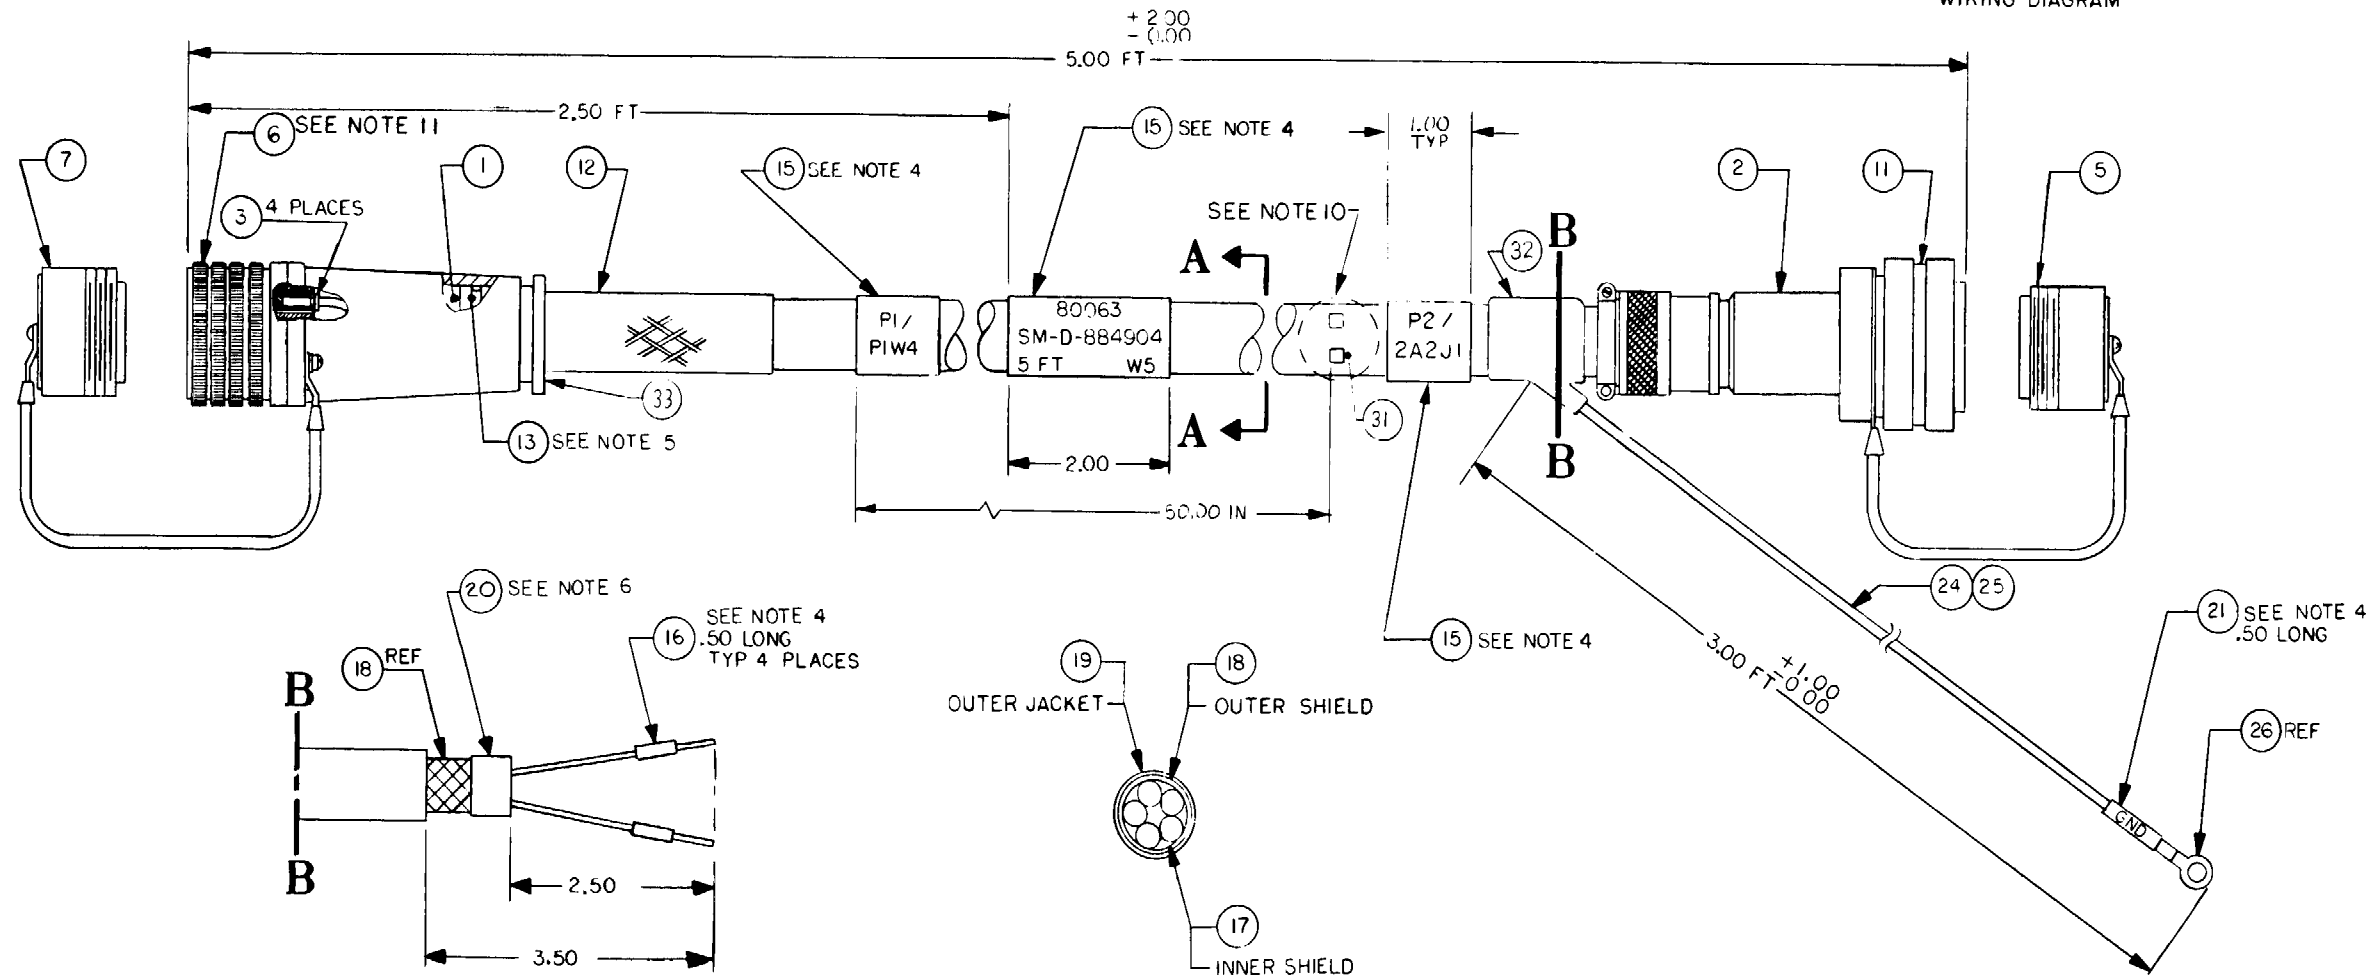 WIRING DIAGRAM
+ 2.00
- 0.00
5.00 FT
2.50 FT
6 SEE NOTE 11
15 SEE NOTE 4
1.00
TYP
7
1
12
15 SEE NOTE 4
2
11
5
3 4 PLACES
SEE NOTE 10
A
32
B
P1/
P1W4
80063
SM-D-884904
5 FT W5
P2/
2A2J1
33
13 SEE NOTE 5
A
31
B
2.00
60.00 IN
20 SEE NOTE 6
24 25
SEE NOTE 4
16 .50 LONG
TYP 4 PLACES
21 SEE NOTE 4
.50 LONG
15 SEE NOTE 4
18 REF
19
18
3.00 FT +1.00
-0.00
B
OUTER JACKET
OUTER SHIELD
26 REF
GND
B
2.50
17
3.50
INNER SHIELD